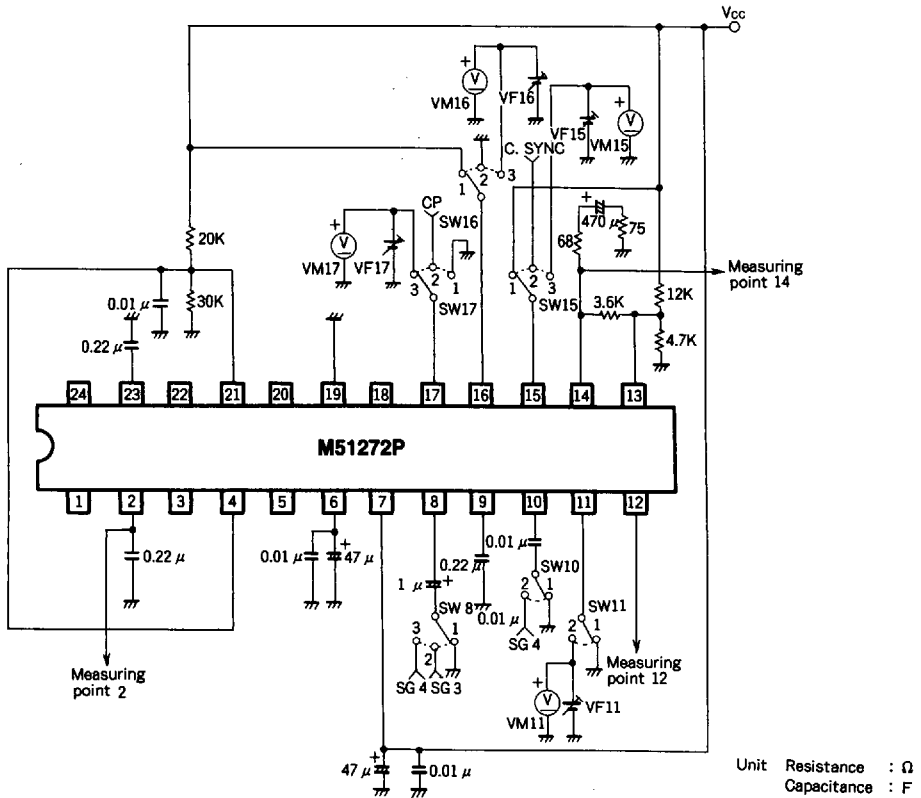 Vcc
VM16
VF16
VF15
VM15
C. SYNC
1 2 3
CP
SW16
20K
VM17
VF17
3 2 1
SW17
1 2 3
SW15
470 μ
75
68
Measuring
point 14
0.01 μ
30K
3.6K
12K
4.7K
0.22 μ
24 23 22 21 20 19 18 17 16 15 14 13
M51272P
1 2 3 4 5 6 7 8 9 10 11 12
0.22 μ
0.01 μ
47 μ
1 μ
0.22 μ
0.01 μ
SW10
2 1
SW 8
3 2 1
0.01 μ
SG 4
SW11
2 1
SG 4
SG 3
Measuring
point 2
Measuring
point 12
VM11
VF11
47 μ
0.01 μ
Unit Resistance : Ω
Capacitance : F
V
V
V
V
+
+
+
+
+
+
+
+